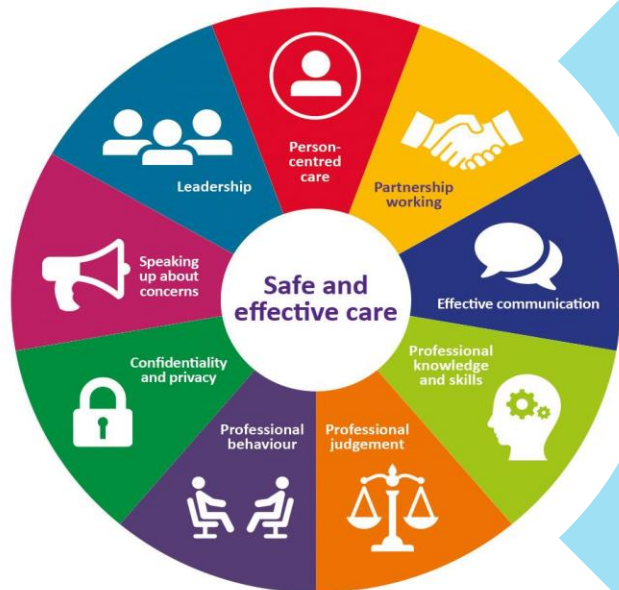 Person-
centred
care
Partnership
working
Effective communication
Professional
knowledge
and skills
Professional
judgement
Professional
behaviour
Confidentiality
and privacy
Speaking
up about
concerns
Leadership
Safe and
effective care